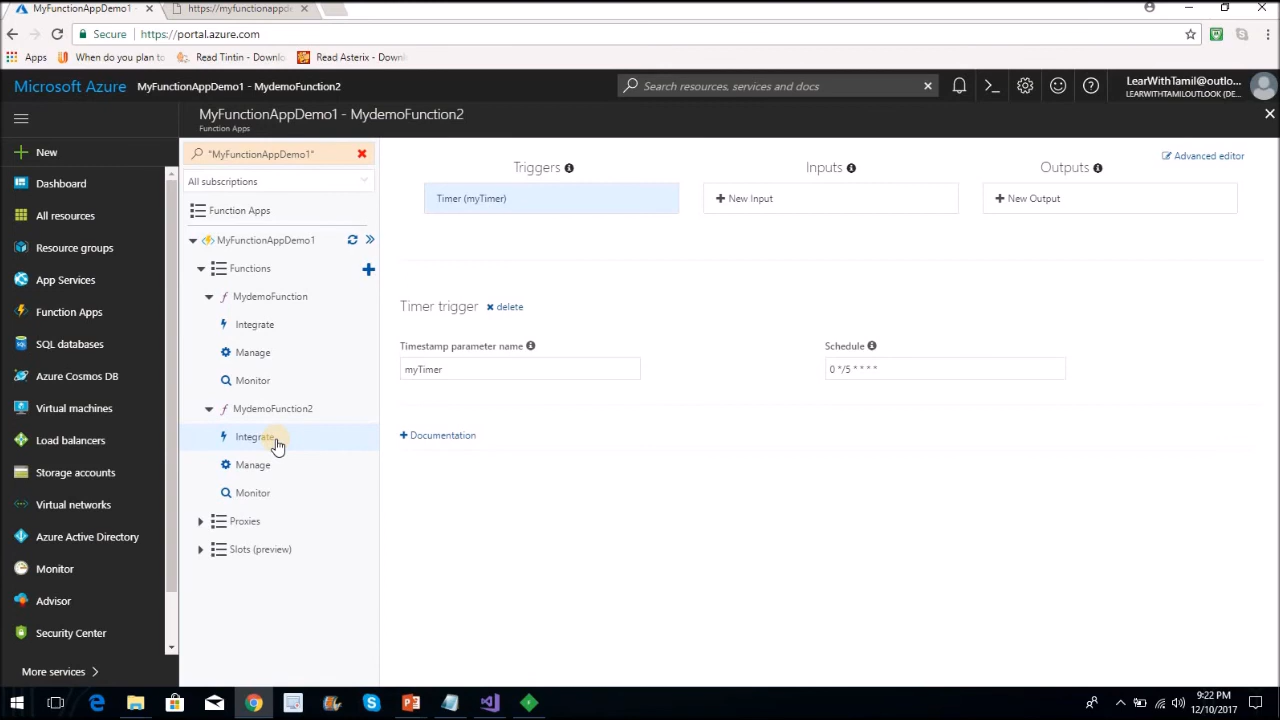 MyFunctionAppDemo1 -
https://myfunctionappde
Secure
https://portal.azure.com
Apps
When do you plan to
Read Tintin - Downlo
Read Asterix - Down
Microsoft Azure
MyFunctionAppDemo1 - MydemoFunction2
Search resources, services and docs
LearWithTamil@outlo...
LEARWITHTAMILOUTLOOK (DE...
MyFunctionAppDemo1 - MydemoFunction2
Function Apps
New
Dashboard
All resources
Resource groups
App Services
Function Apps
SQL databases
Azure Cosmos DB
Virtual machines
Load balancers
Storage accounts
Virtual networks
Azure Active Directory
Monitor
Advisor
Security Center
More services
"MyFunctionAppDemo1"
All subscriptions
Function Apps
MyFunctionAppDemo1
Functions
MydemoFunction
Integrate
Manage
Monitor
MydemoFunction2
Integrate
Manage
Monitor
Proxies
Slots (preview)
Advanced editor
Triggers
Inputs
Outputs
Timer (myTimer)
New Input
New Output
Timer trigger
delete
Timestamp parameter name
Schedule
myTimer
0 */5 * * * *
Documentation
9:22 PM
12/10/2017